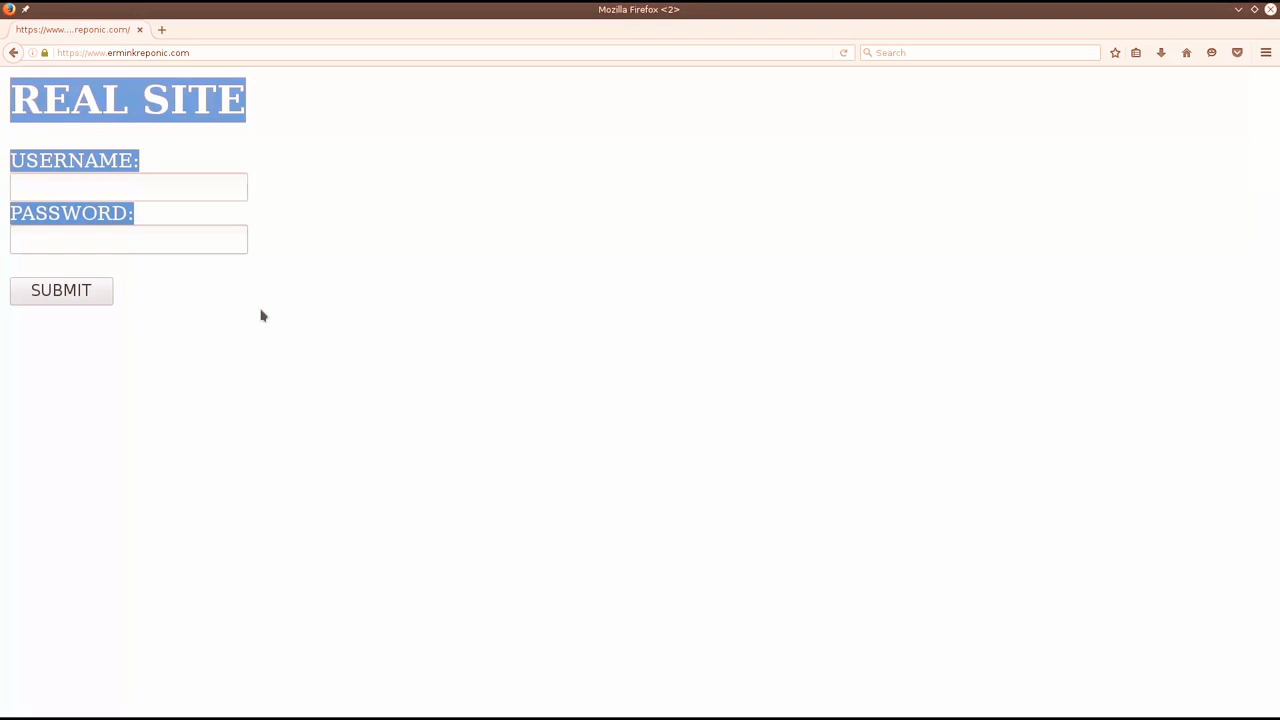 Mozilla Firefox <2>
https://www....reponic.com/
https://www.erminkreponic.com
Search
REAL SITE
USERNAME:
PASSWORD:
SUBMIT